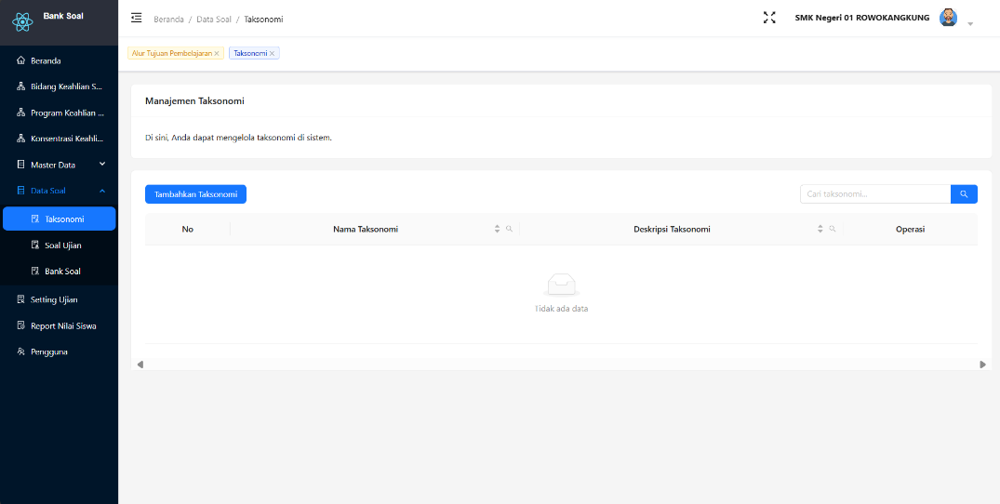 Bank Soal
Beranda / Data Soal / Taksonomi
SMK Negeri 01 ROWOKANGKUNG
Alur Tujuan Pembelajaran
Taksonomi
Beranda
Bidang Keahlian S...
Program Keahlian ...
Konsentrasi Keahli...
Master Data
Data Soal
Taksonomi
Soal Ujian
Bank Soal
Setting Ujian
Report Nilai Siswa
Pengguna
Manajemen Taksonomi
Di sini, Anda dapat mengelola taksonomi di sistem.
Tambahkan Taksonomi
Cari taksonomi...
No Nama Taksonomi Deskripsi Taksonomi Operasi
Tidak ada data